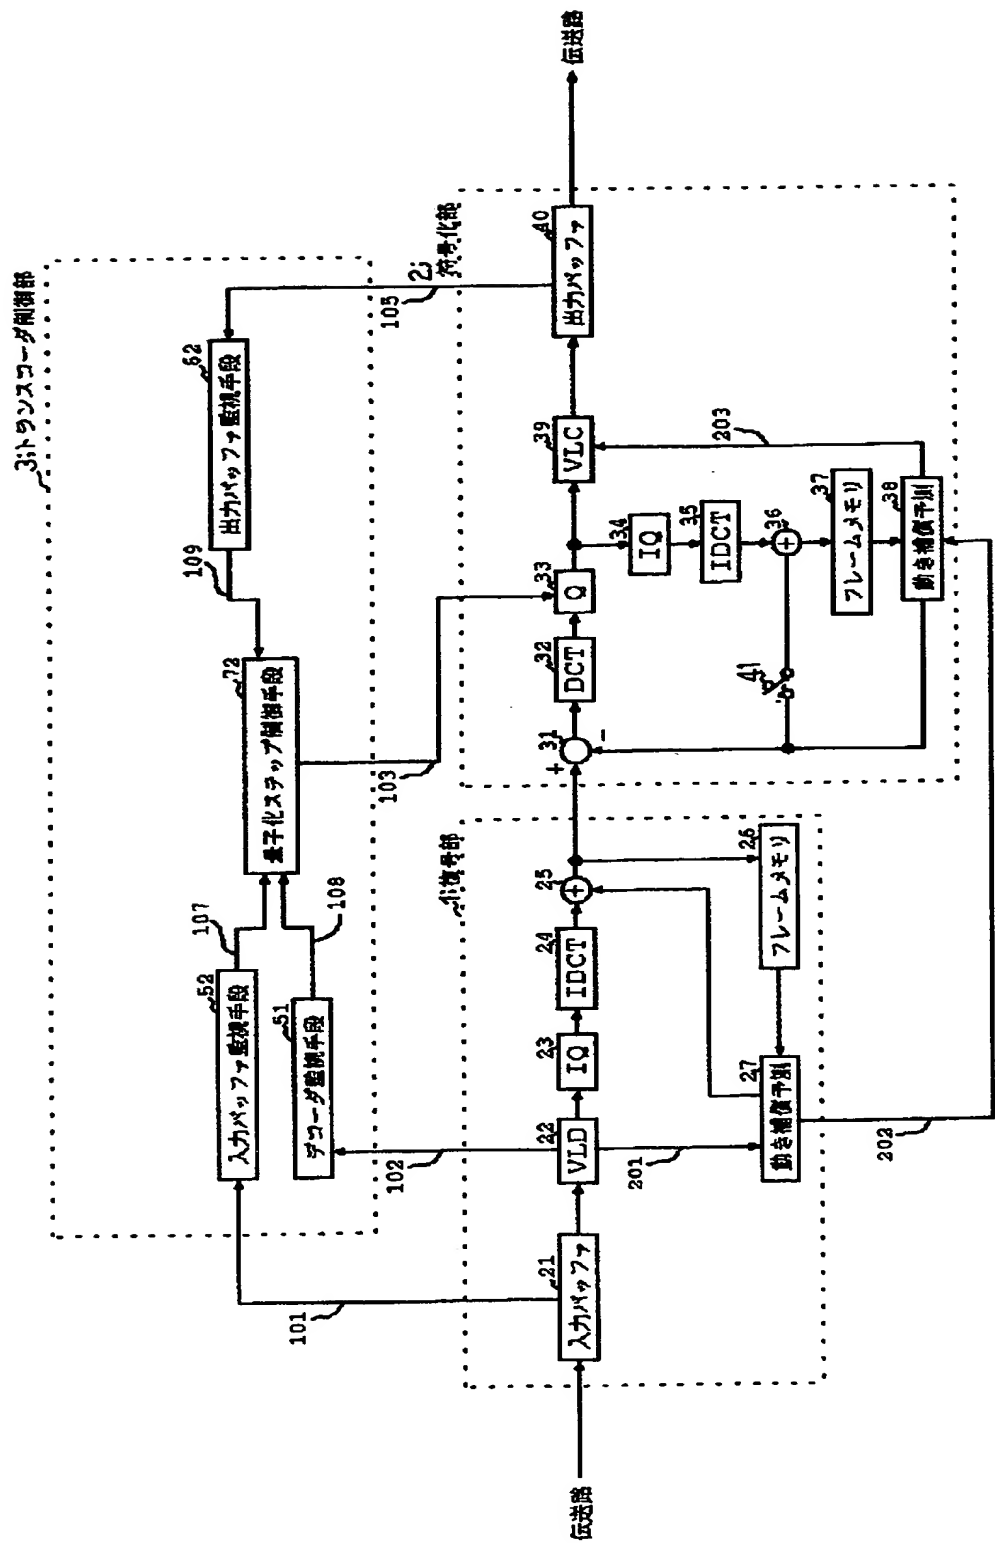 3;トランスコーダ制御部
52
入力バッファ監視手段
107
51
デコーダ監視手段
108
72
量子化ステップ制御手段
109
62
出力バッファ監視手段
101
102
103
105
1;復号部
伝送路
21
入力バッファ
22
VLD
23
IQ
24
IDCT
25
+
26
フレームメモリ
27
動き補償予測
201
202
2;符号化部
+
31
-
32
DCT
33
Q
34
IQ
35
IDCT
36
+
37
フレームメモリ
38
動き補償予測
39
VLC
40
出力バッファ
41
203
伝送路